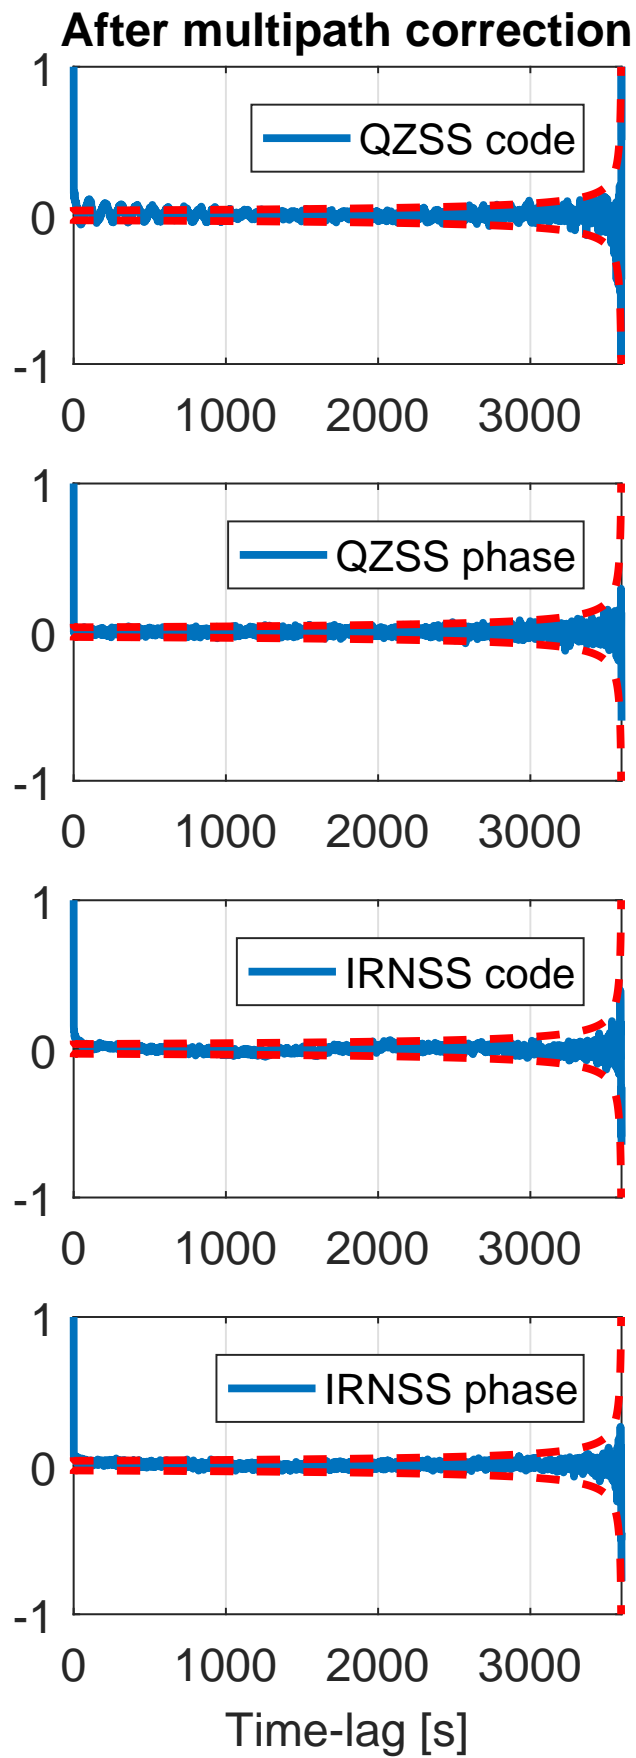 After multipath correction
1
QZSS code
0
-1
0 1000 2000 3000
1
QZSS phase
0
-1
0 1000 2000 3000
1
IRNSS code
0
-1
0 1000 2000 3000
1
IRNSS phase
0
-1
0 1000 2000 3000
Time-lag [s]